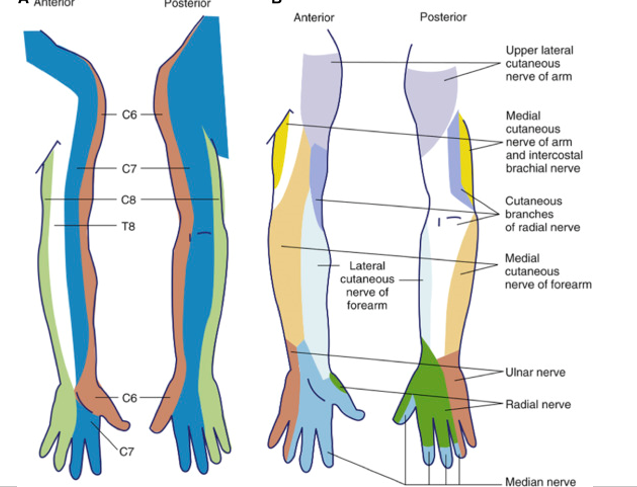 A Anterior
Posterior
C6
C7
C8
T8
C6
C7
B
Anterior
Posterior
Upper lateral
cutaneous
nerve of arm
Medial
cutaneous
nerve of arm
and intercostal
brachial nerve
Cutaneous
branches
of radial nerve
Medial
cutaneous
nerve of forearm
Lateral
cutaneous
nerve of
forearm
Ulnar nerve
Radial nerve
Median nerve